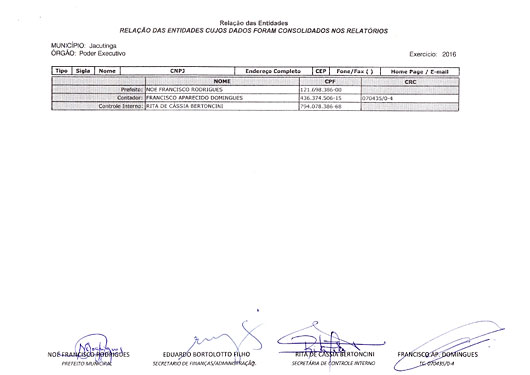 Relação das Entidades
RELAÇÃO DAS ENTIDADES CUJOS DADOS FORAM CONSOLIDADOS NOS RELATÓRIOS
MUNICÍPIO: Jacutinga
ÓRGÃO: Poder Executivo
Exercício: 2016
Tipo Sigla Nome CNPJ Endereço Completo CEP Fone/Fax ( ) Home Page / E-mail
NOME CPF CRC
Prefeito: NOE FRANCISCO RODRIGUES 121.698.386-00
Contador: FRANCISCO APARECIDO DOMINGUES 436.374.506-15 070435/0-4
Controle Interno: RITA DE CÁSSIA BERTONCINI 794.078.386-68
NOÉ FRANCISCO RODRIGUES EDUARDO BORTOLOTTO FILHO RITA DE CÁSSIA BERTONCINI FRANCISCO AP. DOMINGUES
PREFEITO MUNICIPAL SECRETÁRIO DE FINANÇAS/ADMINISTRAÇÃO SECRETÁRIA DE CONTROLE INTERNO TC 070435/0-4